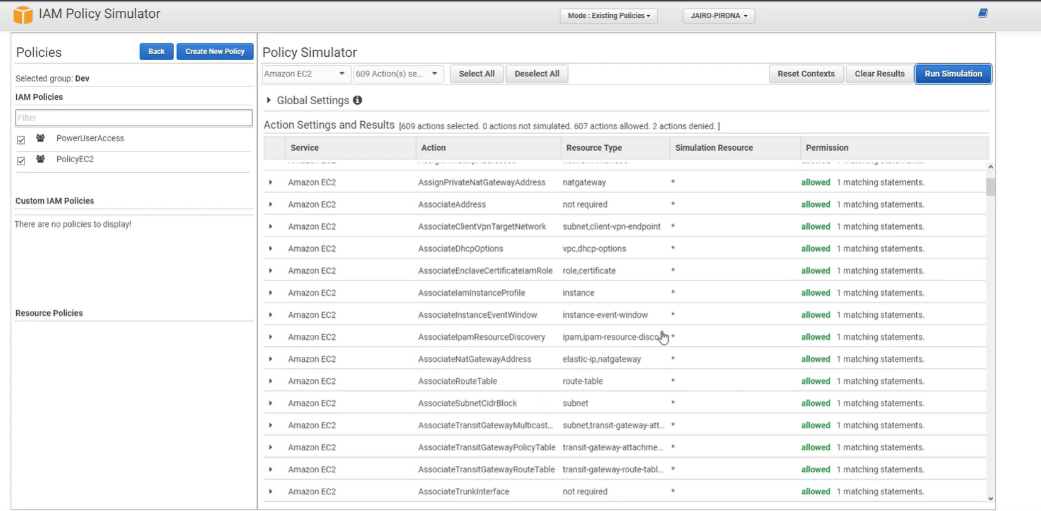 IAM Policy Simulator
Mode : Existing Policies
JAIRO-PIRONA
Policies
Back
Create New Policy
Selected group: Dev
IAM Policies
Filter
PowerUserAccess
PolicyEC2
Custom IAM Policies
There are no policies to display!
Resource Policies
Policy Simulator
Amazon EC2
609 Action(s) se...
Select All
Deselect All
Reset Contexts
Clear Results
Run Simulation
Global Settings
Action Settings and Results [609 actions selected. 0 actions not simulated. 607 actions allowed. 2 actions denied. ]
Service Action Resource Type Simulation Resource Permission
Amazon EC2 AssignPrivateNatGatewayAddress natgateway * allowed 1 matching statements.
Amazon EC2 AssociateAddress not required * allowed 1 matching statements.
Amazon EC2 AssociateClientVpnTargetNetwork subnet,client-vpn-endpoint * allowed 1 matching statements.
Amazon EC2 AssociateDhcpOptions vpc,dhcp-options * allowed 1 matching statements.
Amazon EC2 AssociateEnclaveCertificateIamRole role,certificate * allowed 1 matching statements.
Amazon EC2 AssociateIamInstanceProfile instance * allowed 1 matching statements.
Amazon EC2 AssociateInstanceEventWindow instance-event-window * allowed 1 matching statements.
Amazon EC2 AssociateIpamResourceDiscovery ipam,ipam-resource-disco * allowed 1 matching statements.
Amazon EC2 AssociateNatGatewayAddress elastic-ip,natgateway * allowed 1 matching statements.
Amazon EC2 AssociateRouteTable route-table * allowed 1 matching statements.
Amazon EC2 AssociateSubnetCidrBlock subnet * allowed 1 matching statements.
Amazon EC2 AssociateTransitGatewayMulticast... subnet,transit-gateway-att... * allowed 1 matching statements.
Amazon EC2 AssociateTransitGatewayPolicyTable transit-gateway-attachme... * allowed 1 matching statements.
Amazon EC2 AssociateTransitGatewayRouteTable transit-gateway-route-tabl... * allowed 1 matching statements.
Amazon EC2 AssociateTrunkInterface not required * allowed 1 matching statements.